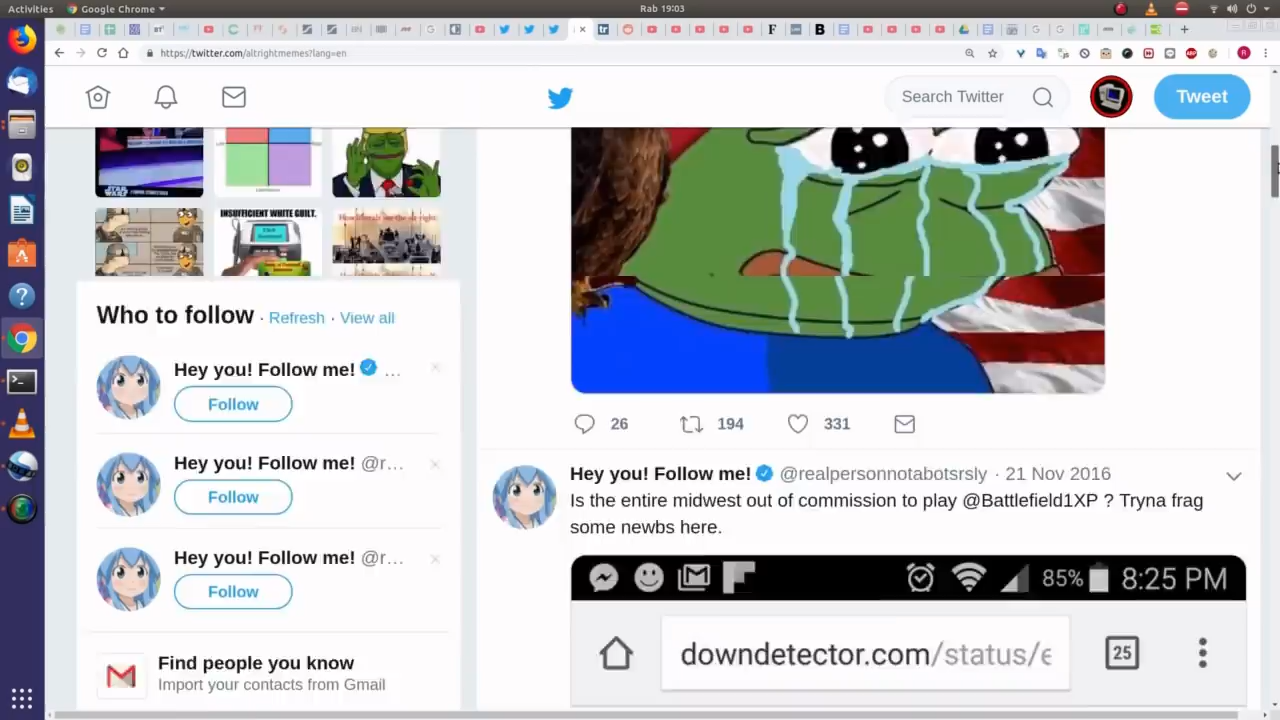 Activities
Google Chrome
Rab 19:03
https://twitter.com/altrightmemes?lang=en
Search Twitter
Tweet
INSUFFICIENT WHITE GUILT.
Who to follow · Refresh · View all
Hey you! Follow me! ...
Follow
Hey you! Follow me! @r...
Follow
Hey you! Follow me! @r...
Follow
Find people you know
Import your contacts from Gmail
26 194 331
Hey you! Follow me! @realpersonnotabotsrsly · 21 Nov 2016
Is the entire midwest out of commission to play @Battlefield1XP ? Tryna frag
some newbs here.
85% 8:25 PM
downdetector.com/status/e
25